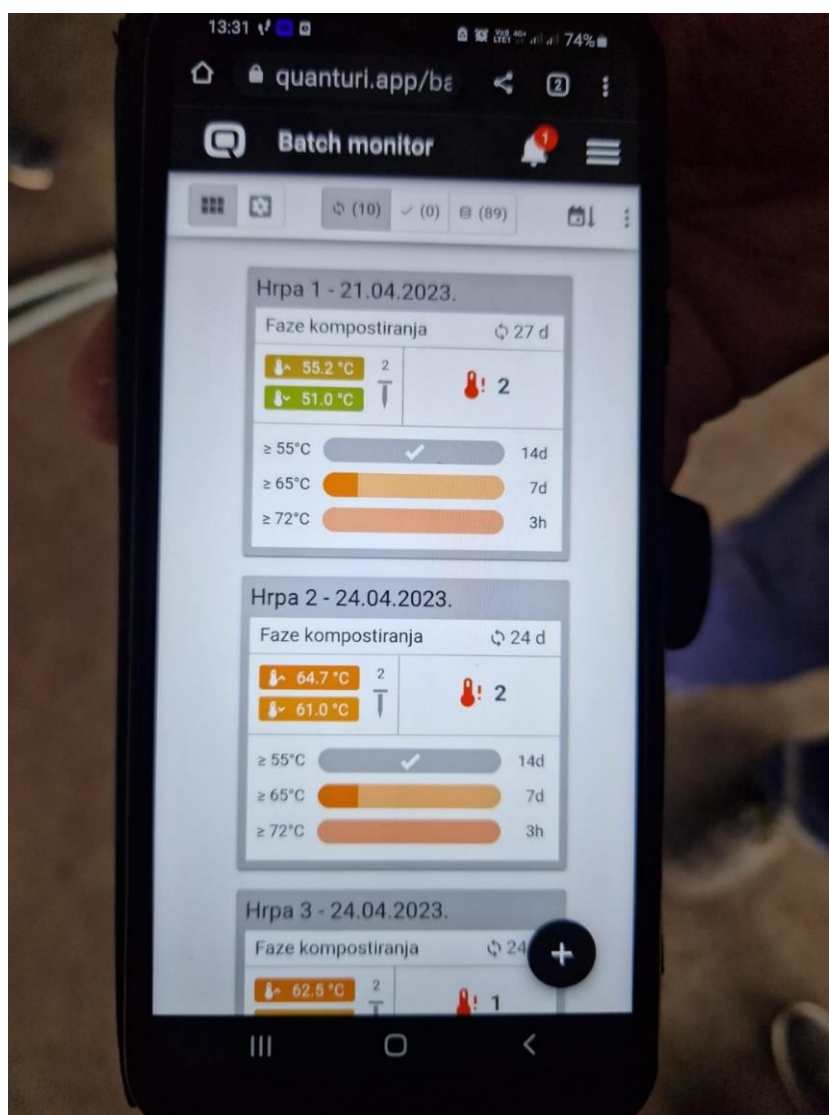 13:31 74%
quanturi.app/ba 2
Batch monitor 1
(10) (0) (89)
Hrpa 1 - 21.04.2023.
Faze kompostiranja 27 d
55.2 °C 2
51.0 °C 2
≥ 55°C 14d
≥ 65°C 7d
≥ 72°C 3h
Hrpa 2 - 24.04.2023.
Faze kompostiranja 24 d
64.7 °C 2
61.0 °C 2
≥ 55°C 14d
≥ 65°C 7d
≥ 72°C 3h
Hrpa 3 - 24.04.2023.
Faze kompostiranja 24
62.5 °C 2
1